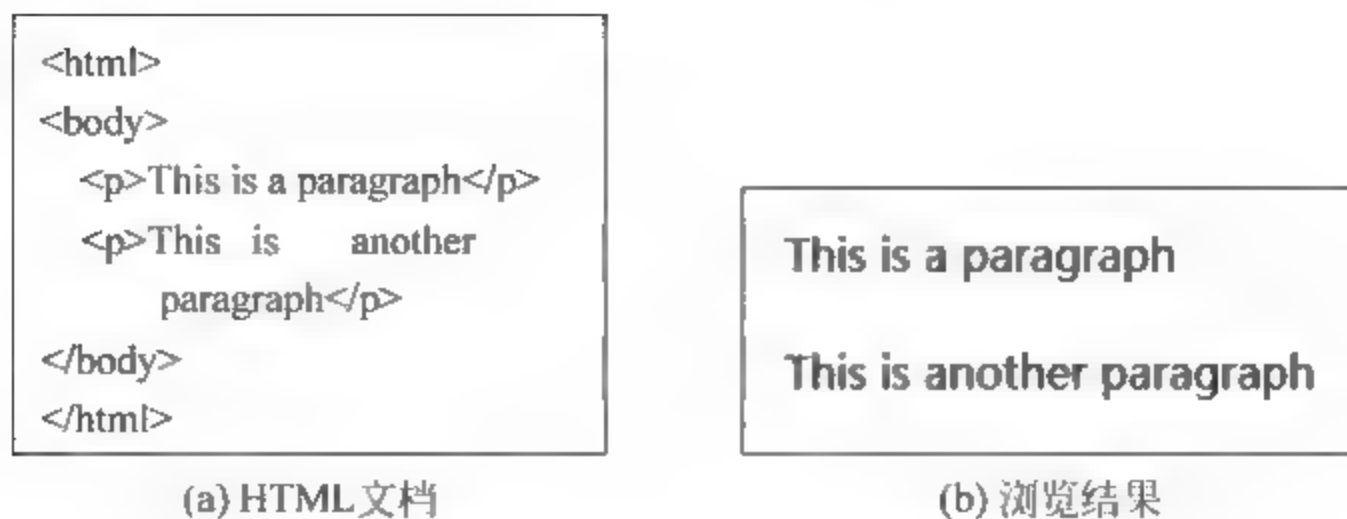 <html>
<body>
<p>This is a paragraph</p>
<p>This is another
paragraph</p>
</body>
</html>
(a) HTML文档
This is a paragraph
This is another paragraph
(b) 浏览结果